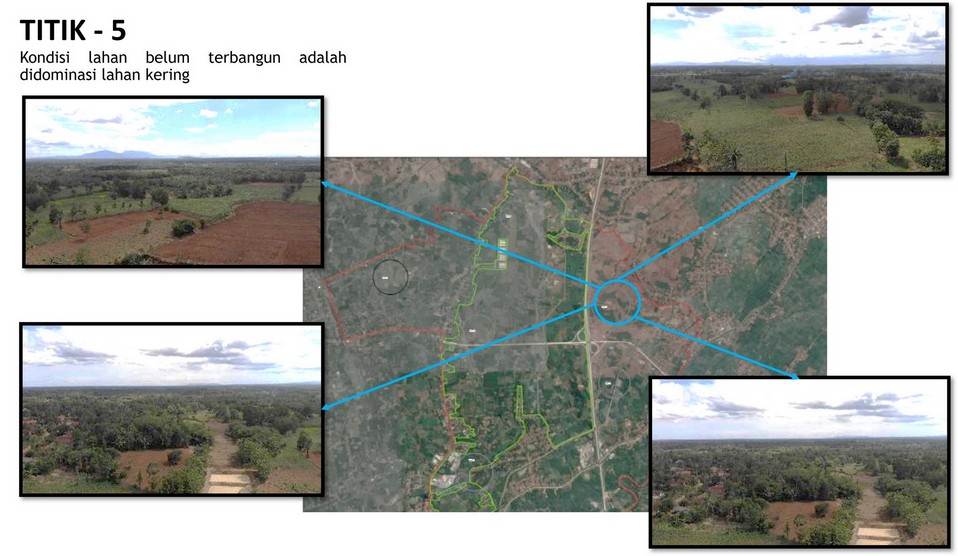 TITIK - 5
Kondisi lahan belum terbangun adalah
didominasi lahan kering